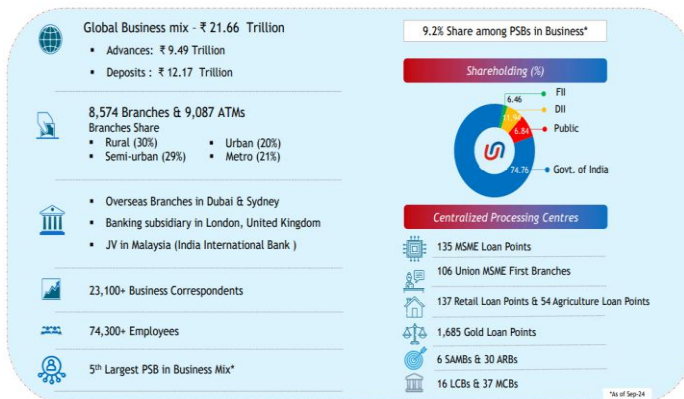 Global Business mix – ₹ 21.66 Trillion
▪ Advances: ₹ 9.49 Trillion
▪ Deposits : ₹ 12.17 Trillion
8,574 Branches & 9,087 ATMs
Branches Share
▪ Rural (30%) ▪ Urban (20%)
▪ Semi-urban (29%) ▪ Metro (21%)
▪ Overseas Branches in Dubai & Sydney
▪ Banking subsidiary in London, United Kingdom
▪ JV in Malaysia (India International Bank )
23,100+ Business Correspondents
74,300+ Employees
5th Largest PSB in Business Mix*
9.2% Share among PSBs in Business*
Shareholding (%)
6.46
FII
11.94
DII
6.84
Public
74.76
Govt. of India
Centralized Processing Centres
135 MSME Loan Points
106 Union MSME First Branches
137 Retail Loan Points & 54 Agriculture Loan Points
1,685 Gold Loan Points
6 SAMBs & 30 ARBs
16 LCBs & 37 MCBs
*As of Sep-24